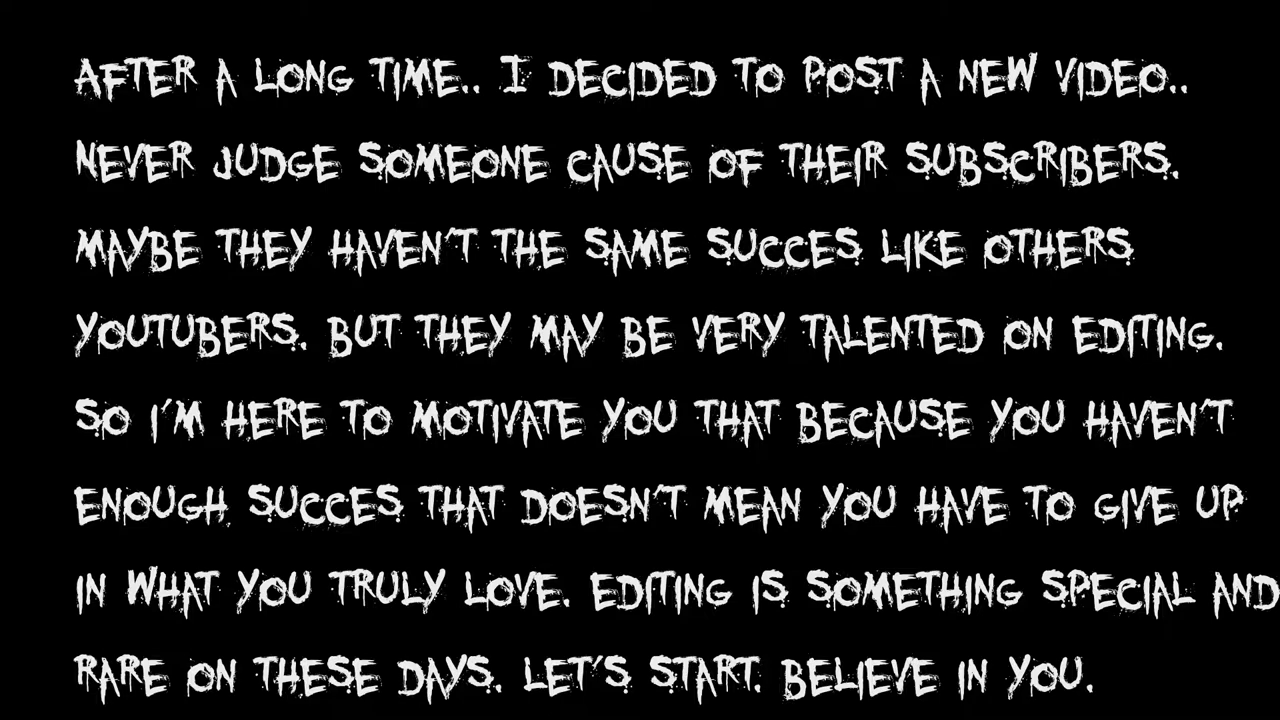 AFTER A LONG TIME.. I DECIDED TO POST A NEW VIDEO..
NEVER JUDGE SOMEONE CAUSE OF THEIR SUBSCRIBERS.
MAYBE THEY HAVEN'T THE SAME SUCCES LIKE OTHERS
YOUTUBERS. BUT THEY MAY BE VERY TALENTED ON EDITING.
SO I'M HERE TO MOTIVATE YOU THAT BECAUSE YOU HAVEN'T
ENOUGH SUCCES THAT DOESN'T MEAN YOU HAVE TO GIVE UP
IN WHAT YOU TRULY LOVE. EDITING IS SOMETHING SPECIAL AND
RARE ON THESE DAYS. LET'S START. BELIEVE IN YOU.